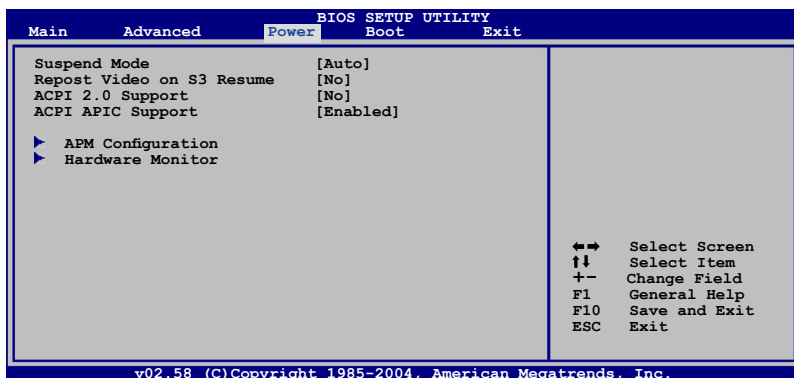 BIOS SETUP UTILITY
Main Advanced Power Boot Exit
Suspend Mode [Auto]
Repost Video on S3 Resume [No]
ACPI 2.0 Support [No]
ACPI APIC Support [Enabled]
APM Configuration
Hardware Monitor
←→ Select Screen
↑↓ Select Item
+- Change Field
F1 General Help
F10 Save and Exit
ESC Exit
v02.58 (C)Copyright 1985-2004, American Megatrends, Inc.